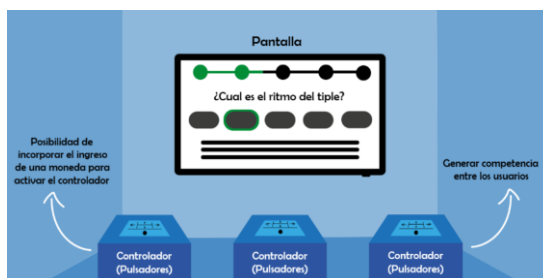 Pantalla
¿Cual es el ritmo del tiple?
Posibilidad de
incorporar el ingreso
de una moneda para
activar el controlador
Generar competencia
entre los usuarios
Controlador
(Pulsadores)
Controlador
(Pulsadores)
Controlador
(Pulsadores)